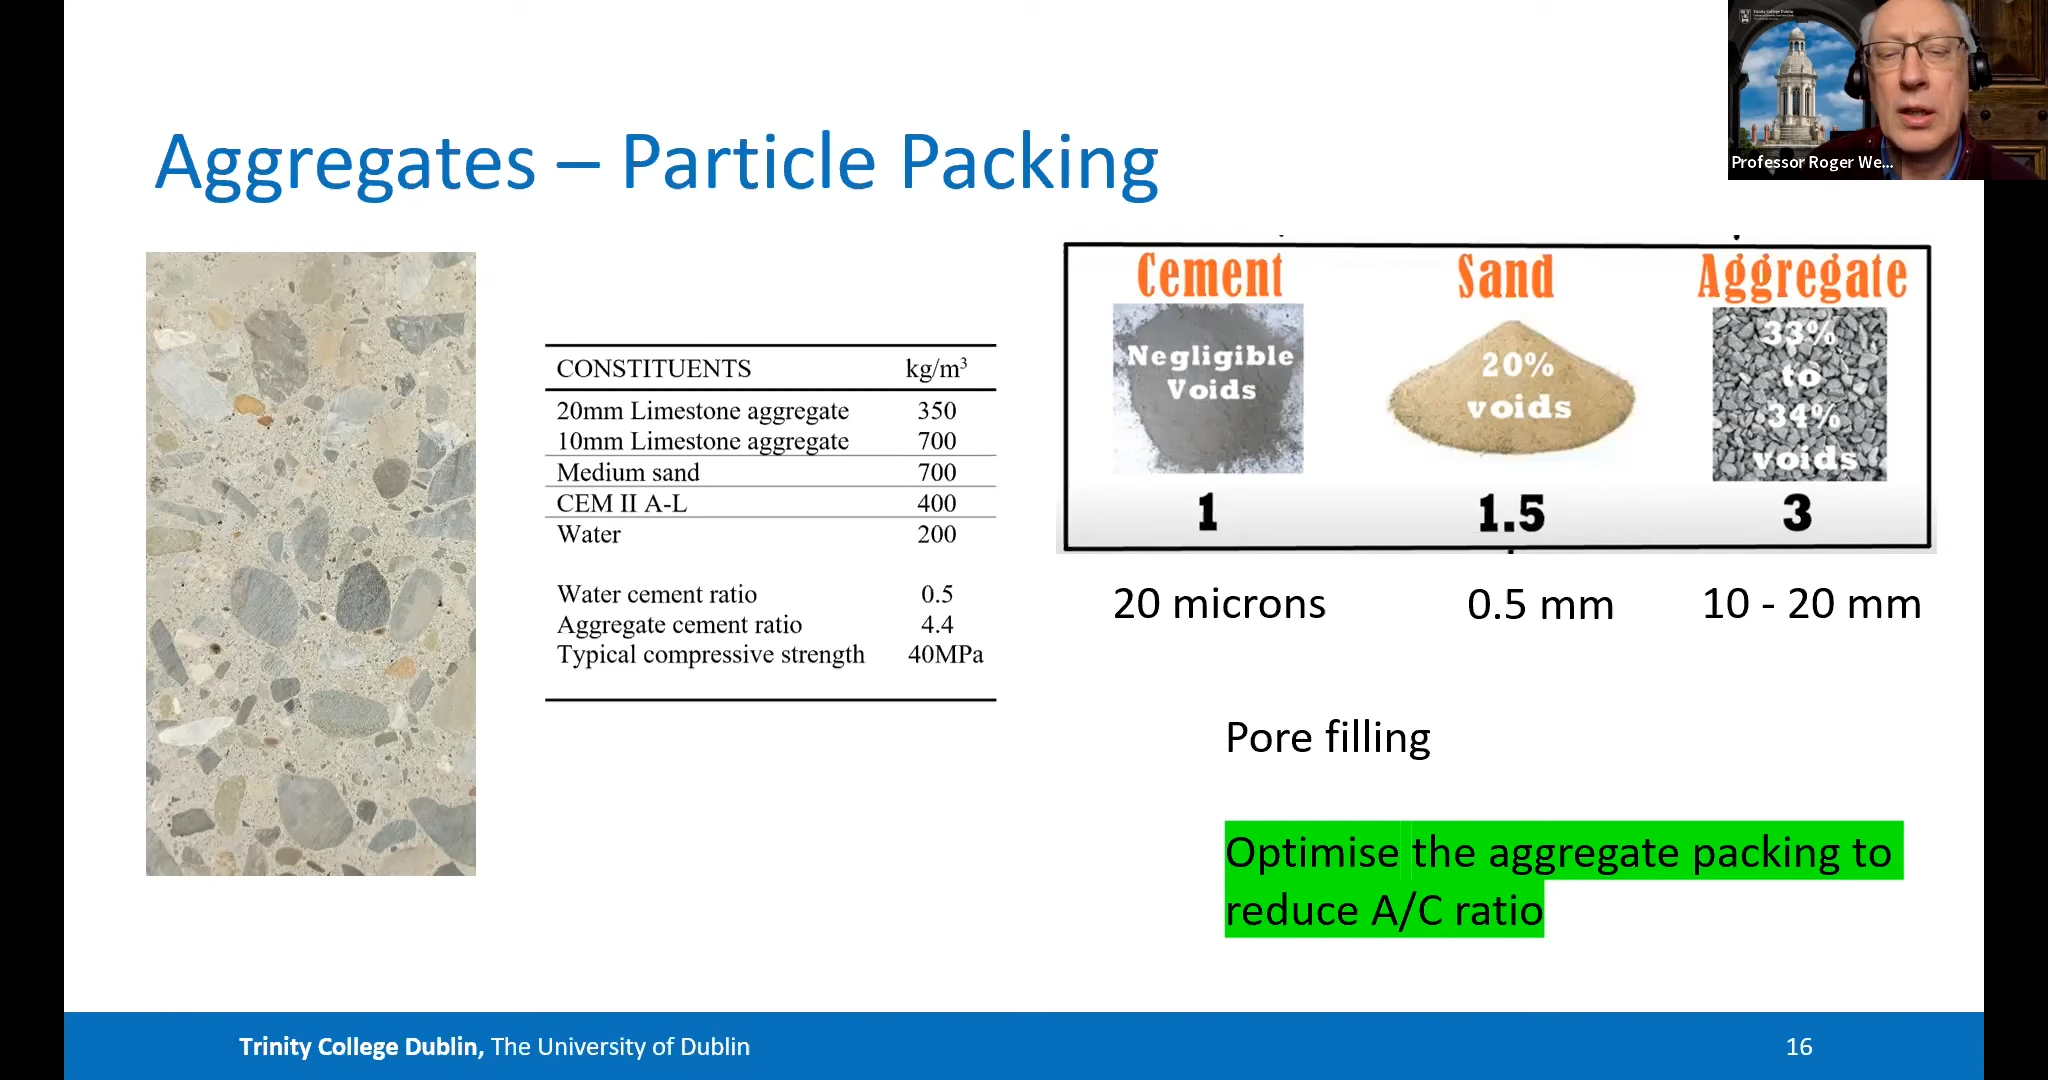 Professor Roger We...
Aggregates – Particle Packing
CONSTITUENTS kg/m³
20mm Limestone aggregate 350
10mm Limestone aggregate 700
Medium sand 700
CEM II A-L 400
Water 200
Water cement ratio 0.5
Aggregate cement ratio 4.4
Typical compressive strength 40MPa
Cement Sand Aggregate
Negligible
Voids
20%
voids
33%
to
34%
voids
1 1.5 3
20 microns 0.5 mm 10 - 20 mm
Pore filling
Optimise the aggregate packing to
reduce A/C ratio
Trinity College Dublin, The University of Dublin 16